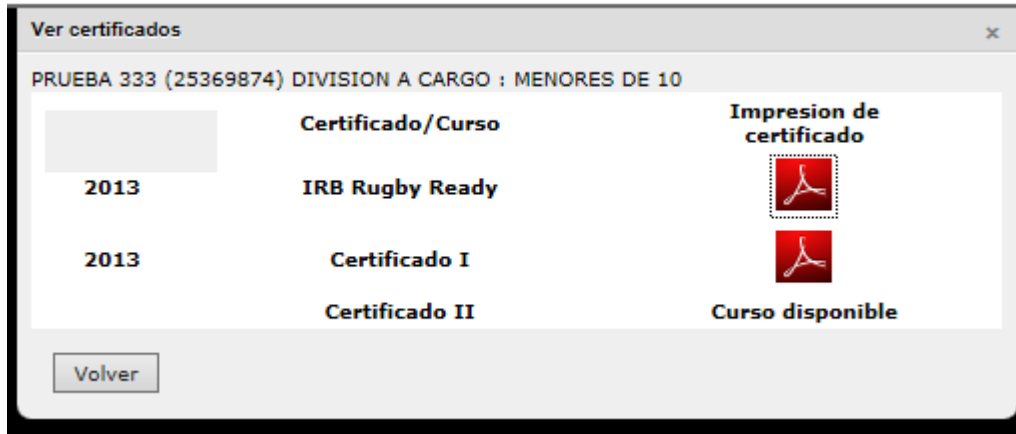 Ver certificados ×
PRUEBA 333 (25369874) DIVISION A CARGO : MENORES DE 10
Certificado/Curso
Impresion de
certificado
2013 IRB Rugby Ready
2013 Certificado I
Certificado II Curso disponible
Volver